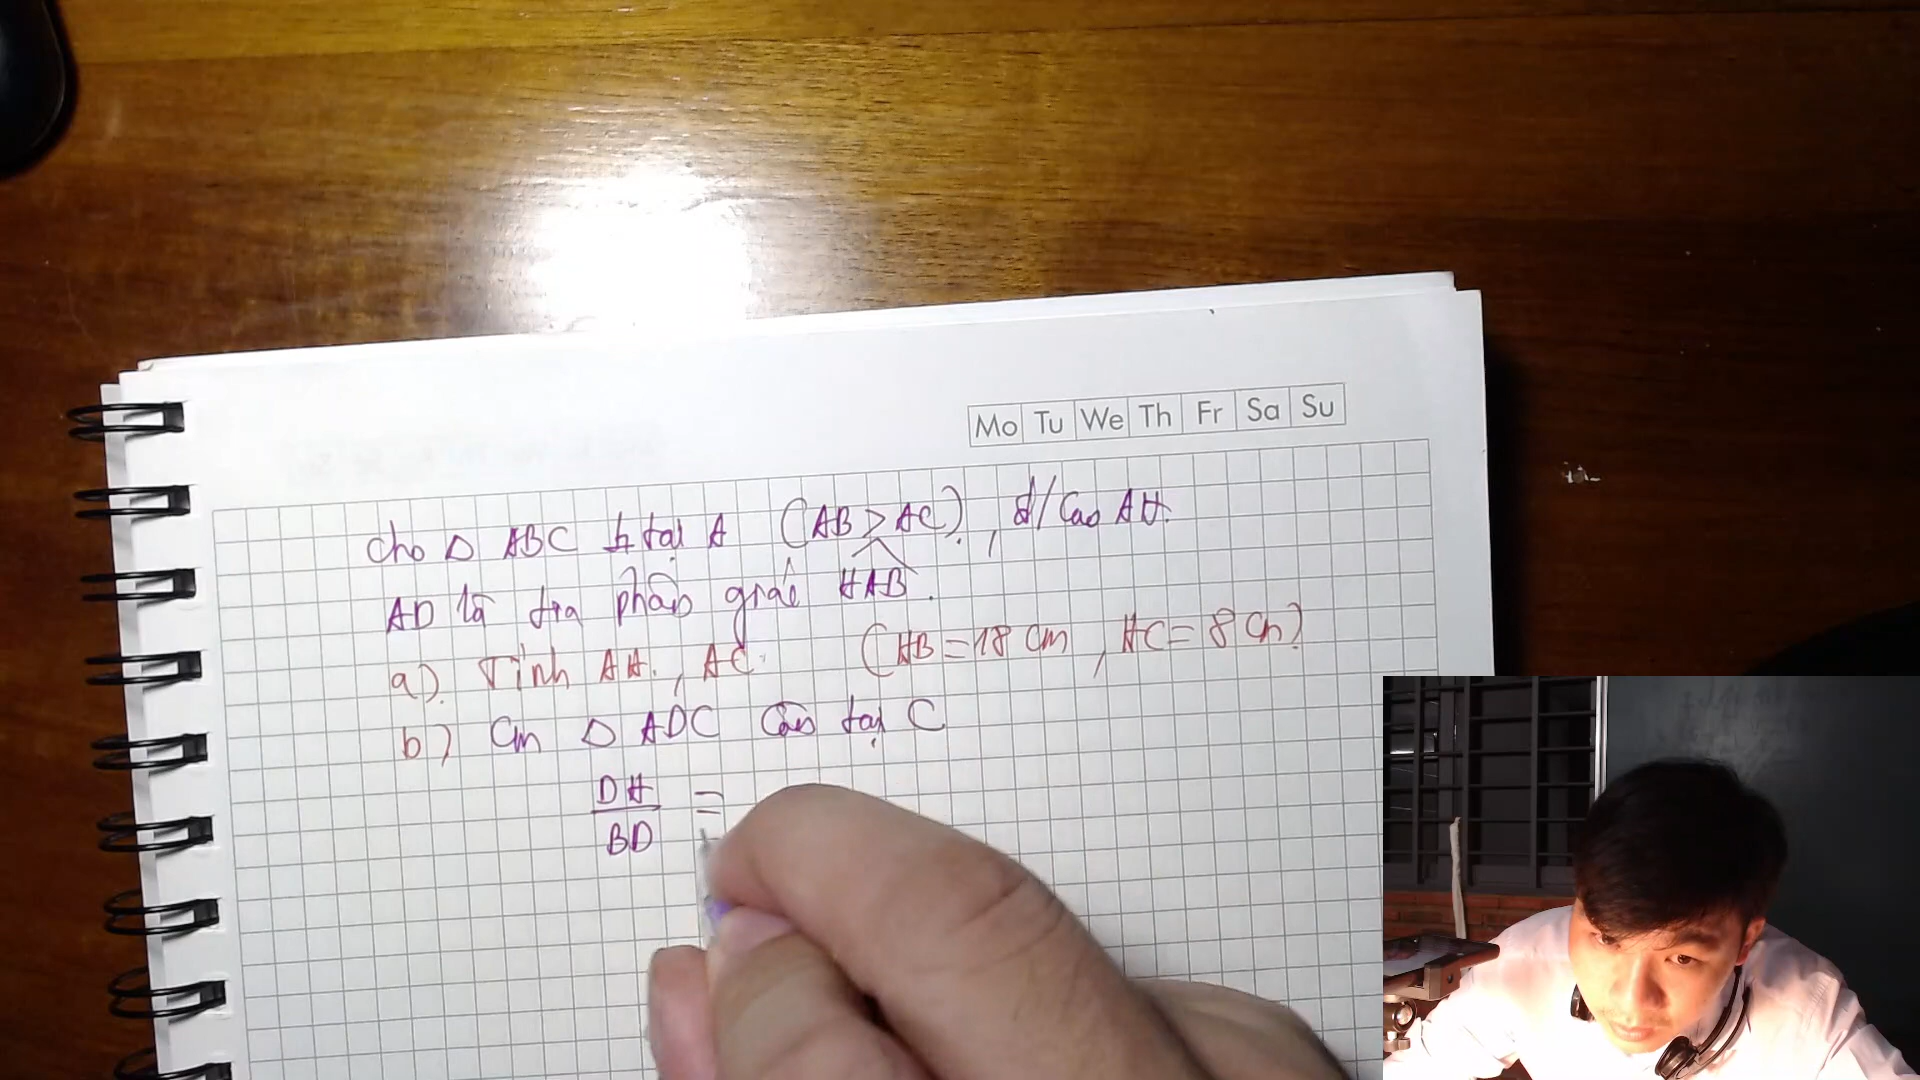 Mo Tu We Th Fr Sa Su
Cho Δ ABC ⊥ tại A (AB > AC), đ/cao AH.
AD là tia phân giác HAB.
a). Tính AH., AC. (HB = 18 cm, HC = 8 cm)
b) Cm Δ ADC cân tại C
DH
BD =